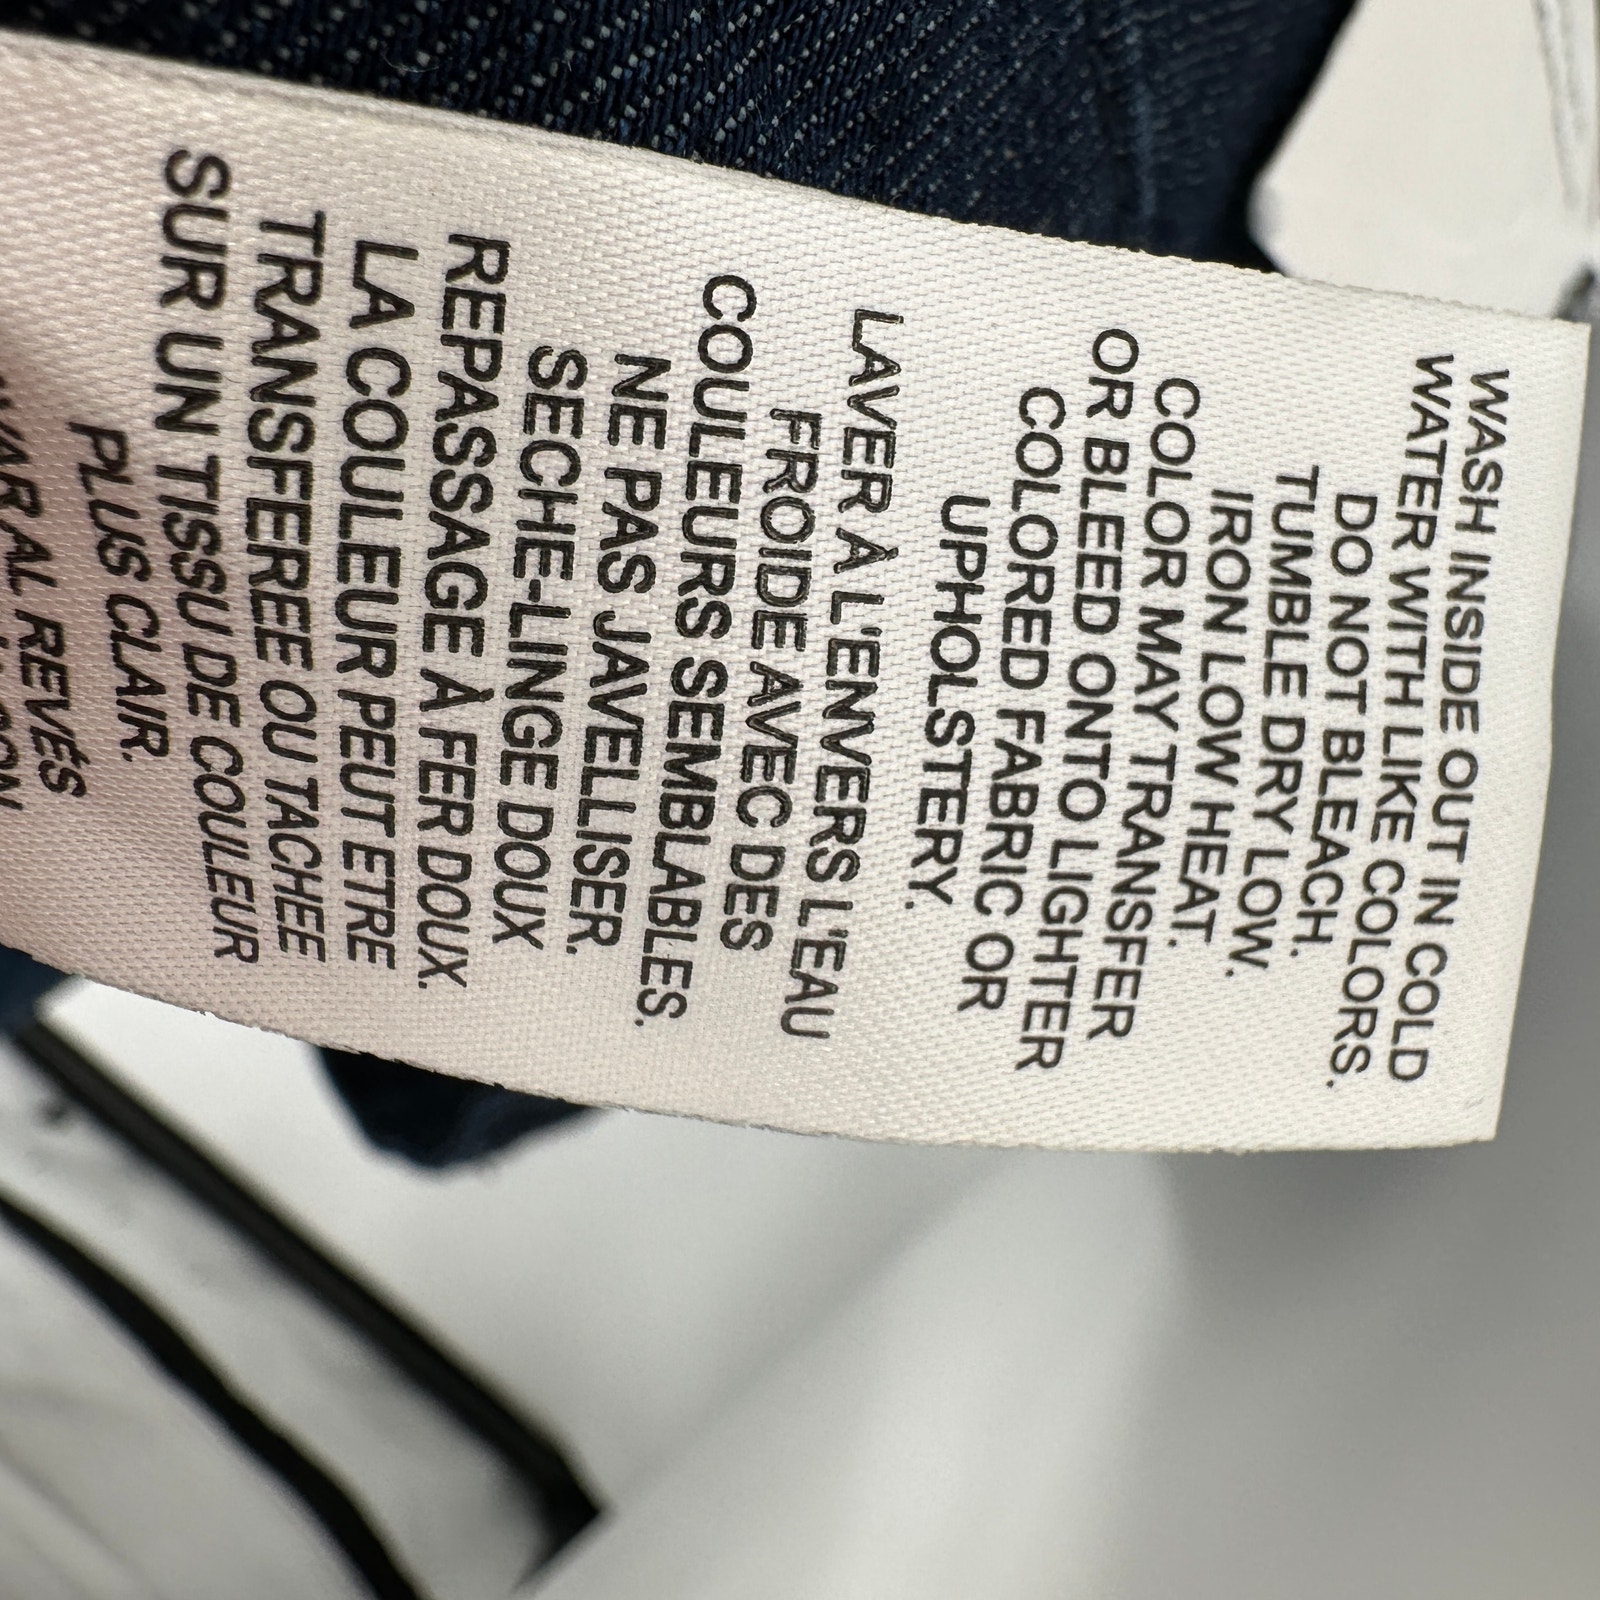 WASH INSIDE OUT IN COLD
WATER WITH LIKE COLORS.
DO NOT BLEACH.
TUMBLE DRY LOW.
IRON LOW HEAT.
COLOR MAY TRANSFER
OR BLEED ONTO LIGHTER
COLORED FABRIC OR
UPHOLSTERY.
LAVER À L'ENVERS L'EAU
FROIDE AVEC DES
COULEURS SEMBLABLES.
NE PAS JAVELLISER.
SECHE-LINGE DOUX
REPASSAGE À FER DOUX.
LA COULEUR PEUT ETRE
TRANSFEREE OU TACHEE
SUR UN TISSU DE COULEUR
PLUS CLAIR.
AL REVÉS